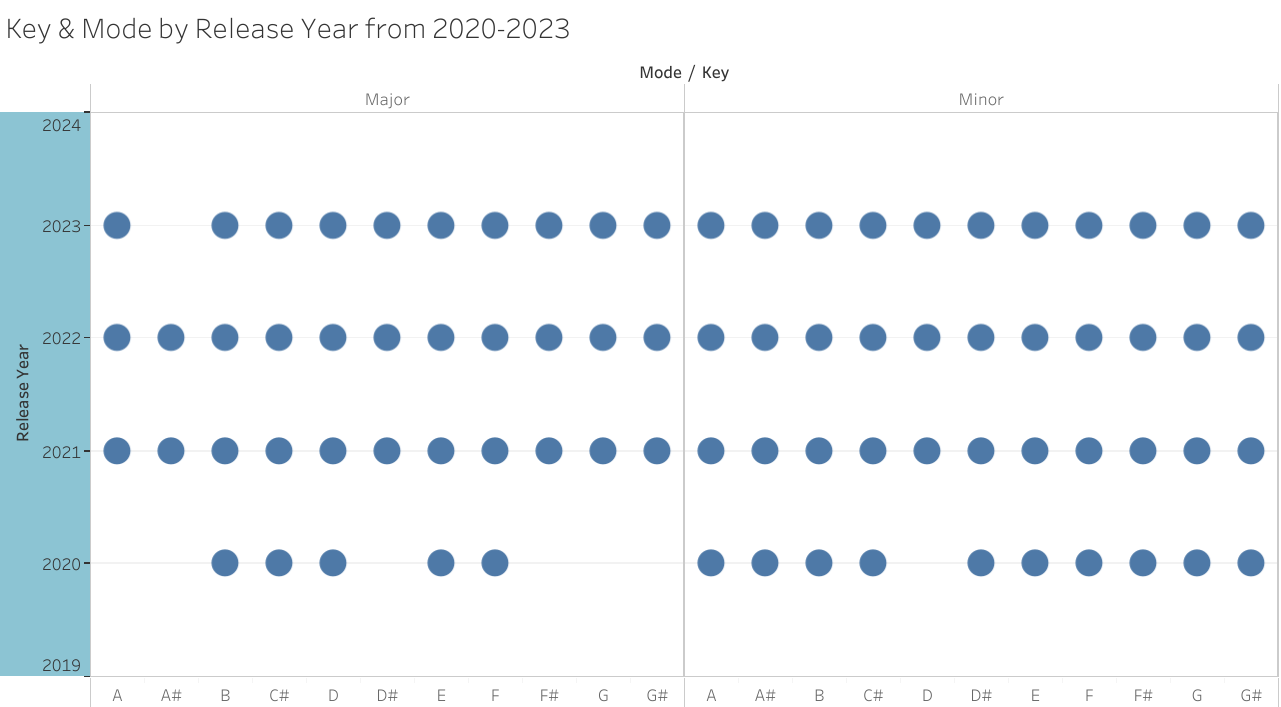 Key & Mode by Release Year from 2020-2023
Mode / Key
Major Minor
2024
2023
2022
2021
2020
2019
Release Year
A A# B C# D D# E F F# G G# A A# B C# D D# E F F# G G#